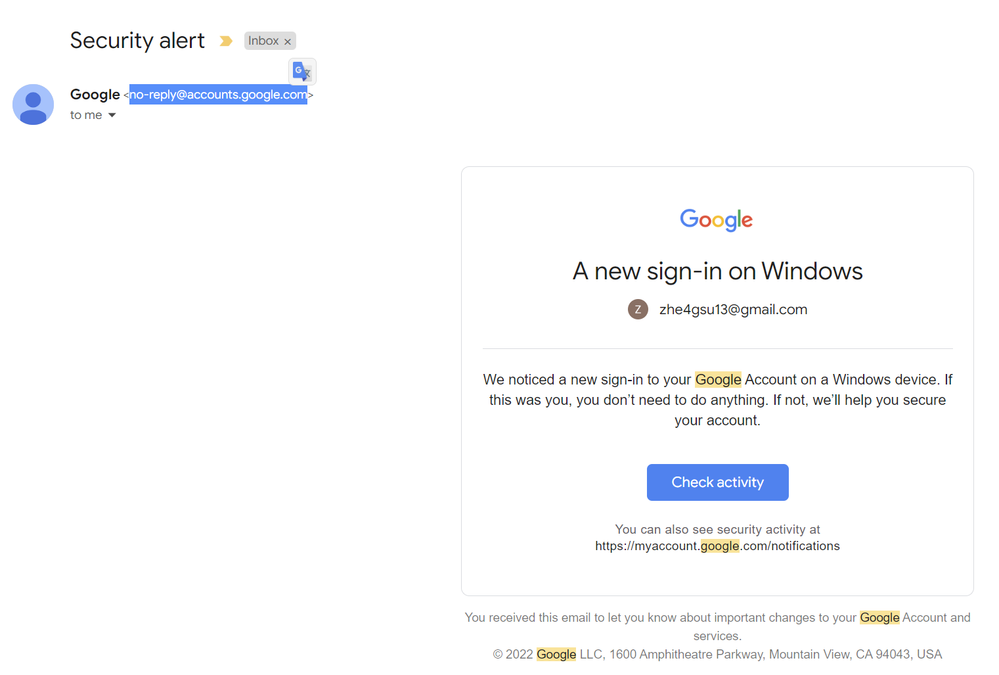 Security alert Inbox ×
G 文
Google <no-reply@accounts.google.com>
to me
Google
A new sign-in on Windows
Z zhe4gsu13@gmail.com
We noticed a new sign-in to your Google Account on a Windows device. If
this was you, you don’t need to do anything. If not, we’ll help you secure
your account.
Check activity
You can also see security activity at
https://myaccount.google.com/notifications
You received this email to let you know about important changes to your Google Account and
services.
© 2022 Google LLC, 1600 Amphitheatre Parkway, Mountain View, CA 94043, USA